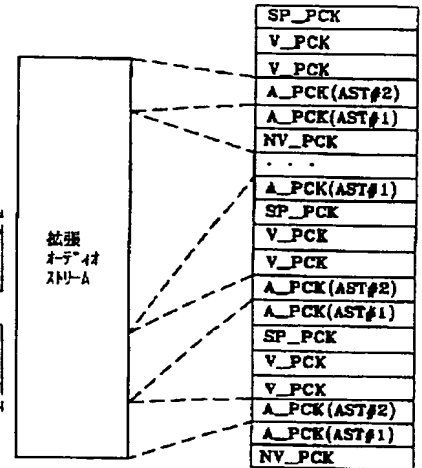 拡張
オーディオ
ストリーム
SP_PCK
V_PCK
V_PCK
A_PCK(AST#2)
A_PCK(AST#1)
NV_PCK
・・・
A_PCK(AST#1)
SP_PCK
V_PCK
V_PCK
A_PCK(AST#2)
A_PCK(AST#1)
SP_PCK
V_PCK
V_PCK
A_PCK(AST#2)
A_PCK(AST#1)
NV_PCK